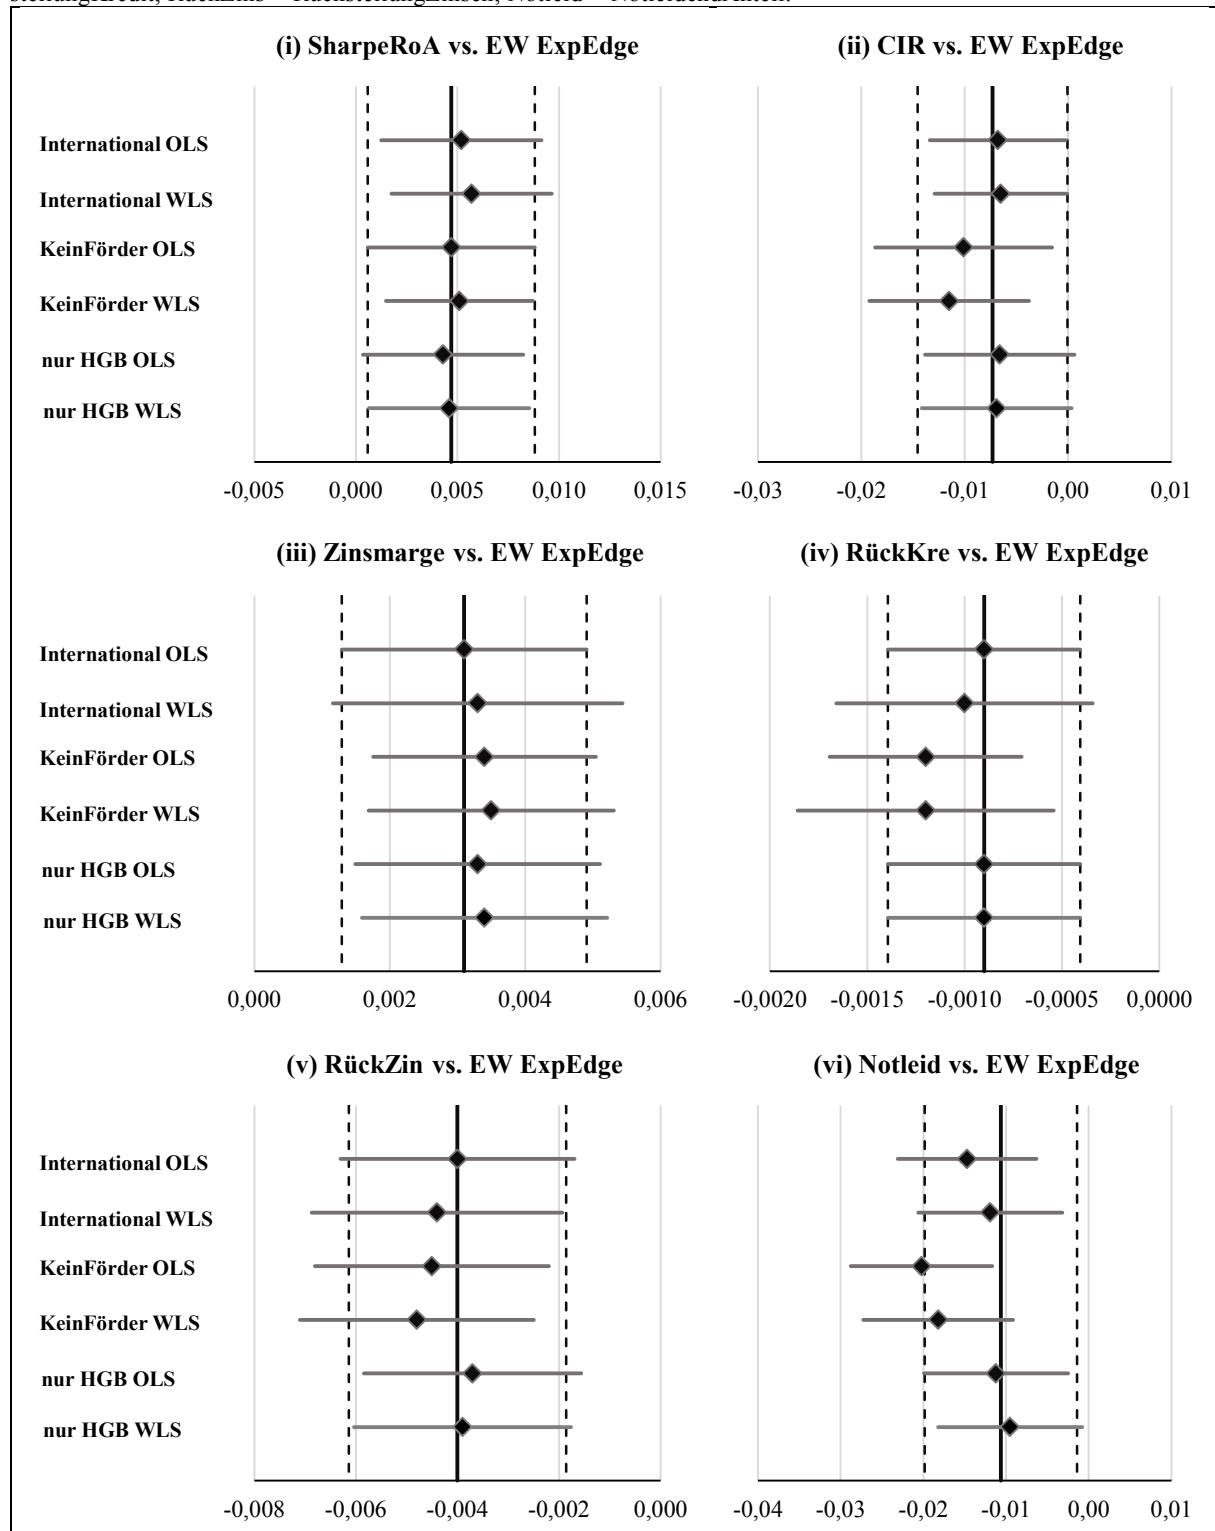 (i) SharpeRoA vs. EW ExpEdge
International OLS
International WLS
KeinFörder OLS
KeinFörder WLS
nur HGB OLS
nur HGB WLS
-0,005 0,000 0,005 0,010 0,015
(ii) CIR vs. EW ExpEdge
-0,03 -0,02 -0,01 0,00 0,01
(iii) Zinsmarge vs. EW ExpEdge
International OLS
International WLS
KeinFörder OLS
KeinFörder WLS
nur HGB OLS
nur HGB WLS
0,000 0,002 0,004 0,006
(iv) RückKre vs. EW ExpEdge
-0,0020 -0,0015 -0,0010 -0,0005 0,0000
(v) RückZin vs. EW ExpEdge
International OLS
International WLS
KeinFörder OLS
KeinFörder WLS
nur HGB OLS
nur HGB WLS
-0,008 -0,006 -0,004 -0,002 0,000
(vi) Notleid vs. EW ExpEdge
-0,04 -0,03 -0,02 -0,01 0,00 0,01